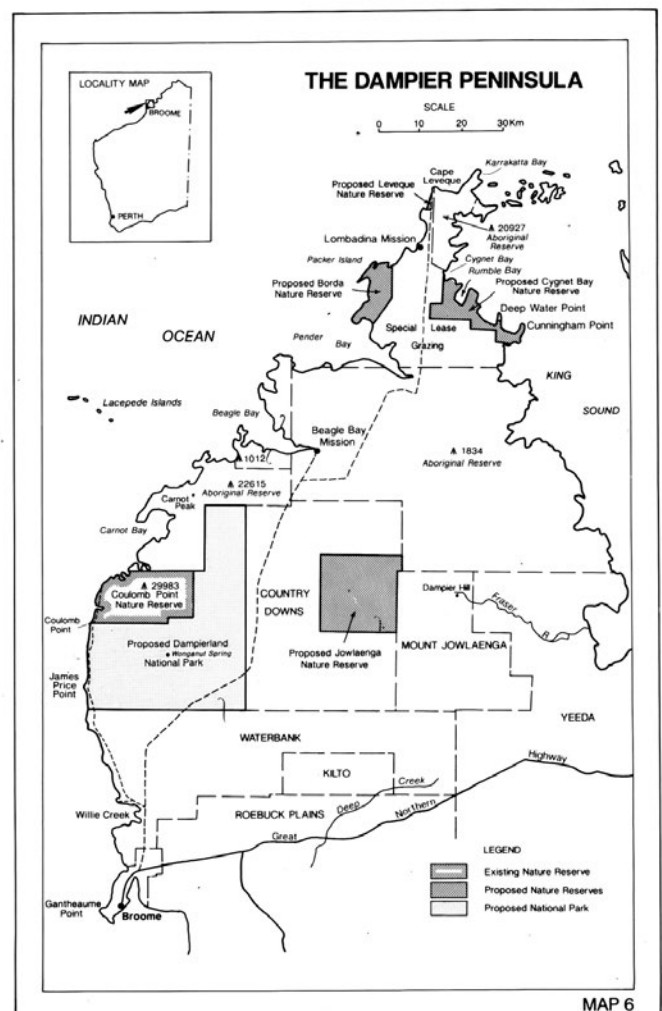 LOCALITY MAP
BROOME
PERTH
THE DAMPIER PENINSULA
SCALE
0 10 20 30Km
Karrakatta Bay
Cape
Leveque
Proposed Leveque
Nature Reserve
20927
Aboriginal
Reserve
Lombadina Mission
Cygnet Bay
Rumble Bay
Packer Island
Proposed Borda
Nature Reserve
Proposed Cygnet Bay
Nature Reserve
Deep Water Point
Cunningham Point
INDIAN
OCEAN
Special Lease
Grazing
Pender
Bay
KING
SOUND
Lacepede Islands
Beagle Bay
Beagle Bay
Mission
1012
1834
Aboriginal Reserve
22615
Aboriginal Reserve
Carnot
Peak
Carnot Bay
29983
Coulomb Point
Nature Reserve
COUNTRY
DOWNS
Dampier Hill
Fraser
R.
Coulomb
Point
Proposed Dampierland
Wonganut Spring
National Park
Proposed Jowlaenga
Nature Reserve
MOUNT JOWLAENGA
James
Price
Point
YEEDA
WATERBANK
KILTO
Highway
Willie Creek
ROEBUCK PLAINS
Deep
Creek
Northern
Great
Gantheaume
Point
Broome
LEGEND
Existing Nature Reserve
Proposed Nature Reserves
Proposed National Park
MAP 6